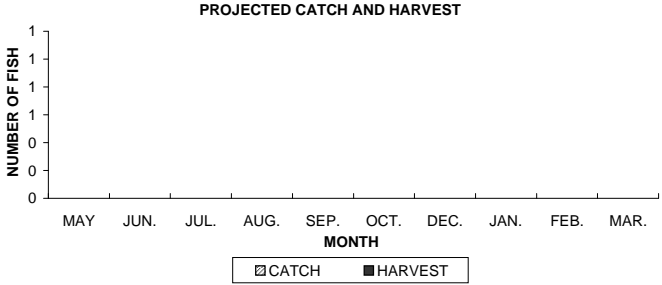 PROJECTED CATCH AND HARVEST
NUMBER OF FISH
1
1
1
0
0
0
MAY JUN. JUL. AUG. SEP. OCT. DEC. JAN. FEB. MAR.
MONTH
CATCH HARVEST